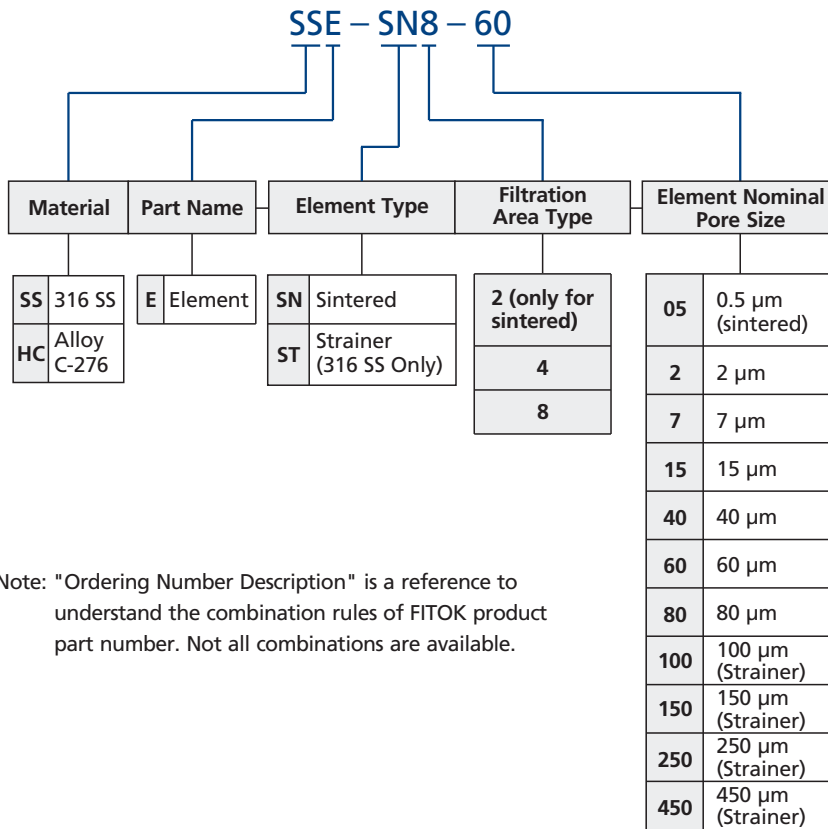 SSE – SN8 – 60
Material
Part Name
Element Type
Filtration
Area Type
Element Nominal
Pore Size
SS 316 SS
HC Alloy
C-276
E Element
SN Sintered
ST Strainer
(316 SS Only)
2 (only for
sintered)
4
8
05 0.5 µm
(sintered)
2 2 µm
7 7 µm
15 15 µm
40 40 µm
60 60 µm
80 80 µm
100 100 µm
(Strainer)
150 150 µm
(Strainer)
250 250 µm
(Strainer)
450 450 µm
(Strainer)
Note: "Ordering Number Description" is a reference to
understand the combination rules of FITOK product
part number. Not all combinations are available.